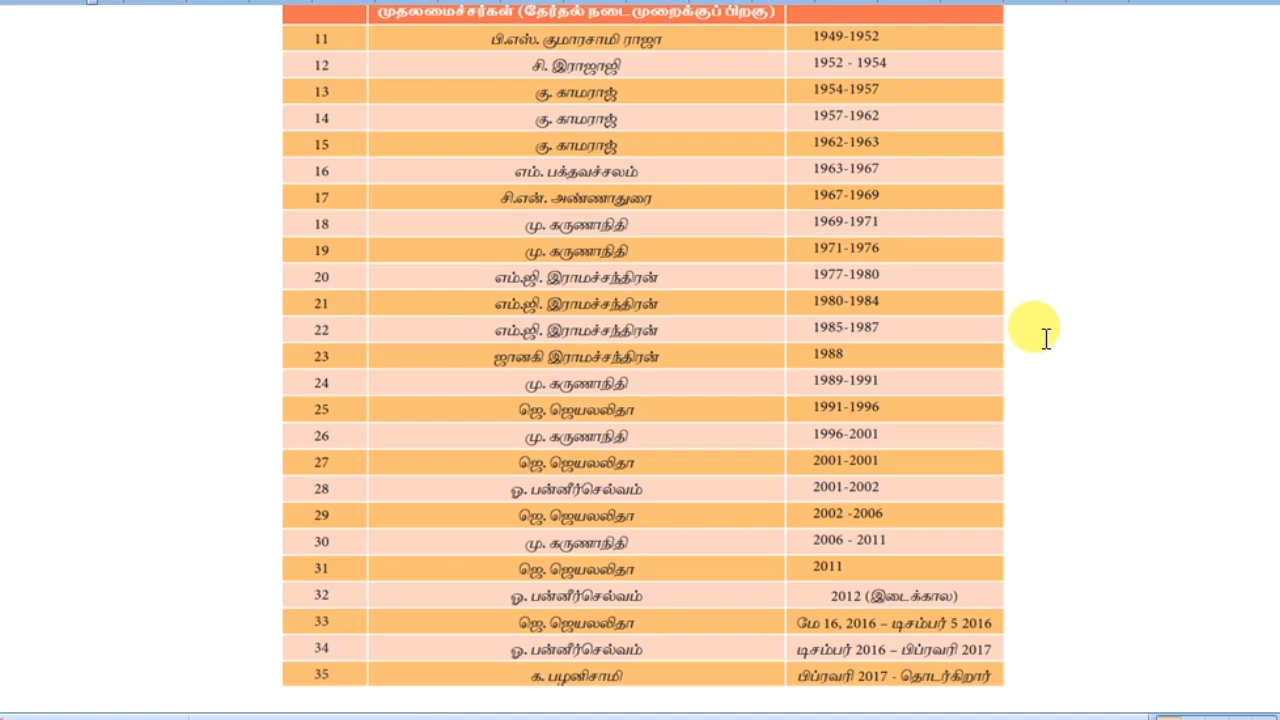 முதலமைச்சர்கள் (தேர்தல் நடைமுறைக்குப் பிறகு)
11 பி.எஸ். குமாரசாமி ராஜா 1949-1952
12 சி. இராஜாஜி 1952 - 1954
13 கு. காமராஜ் 1954-1957
14 கு. காமராஜ் 1957-1962
15 கு. காமராஜ் 1962-1963
16 எம். பக்தவச்சலம் 1963-1967
17 சி.என். அண்ணாதுரை 1967-1969
18 மு. கருணாநிதி 1969-1971
19 மு. கருணாநிதி 1971-1976
20 எம்.ஜி. இராமச்சந்திரன் 1977-1980
21 எம்.ஜி. இராமச்சந்திரன் 1980-1984
22 எம்.ஜி. இராமச்சந்திரன் 1985-1987
23 ஜானகி இராமச்சந்திரன் 1988
24 மு. கருணாநிதி 1989-1991
25 ஜெ. ஜெயலலிதா 1991-1996
26 மு. கருணாநிதி 1996-2001
27 ஜெ. ஜெயலலிதா 2001-2001
28 ஓ. பன்னீர்செல்வம் 2001-2002
29 ஜெ. ஜெயலலிதா 2002 -2006
30 மு. கருணாநிதி 2006 - 2011
31 ஜெ. ஜெயலலிதா 2011
32 ஓ. பன்னீர்செல்வம் 2012 (இடைக்கால)
33 ஜெ. ஜெயலலிதா மே 16, 2016 – டிசம்பர் 5 2016
34 ஓ. பன்னீர்செல்வம் டிசம்பர் 2016 – பிப்ரவரி 2017
35 க. பழனிசாமி பிப்ரவரி 2017 - தொடர்கிறார்